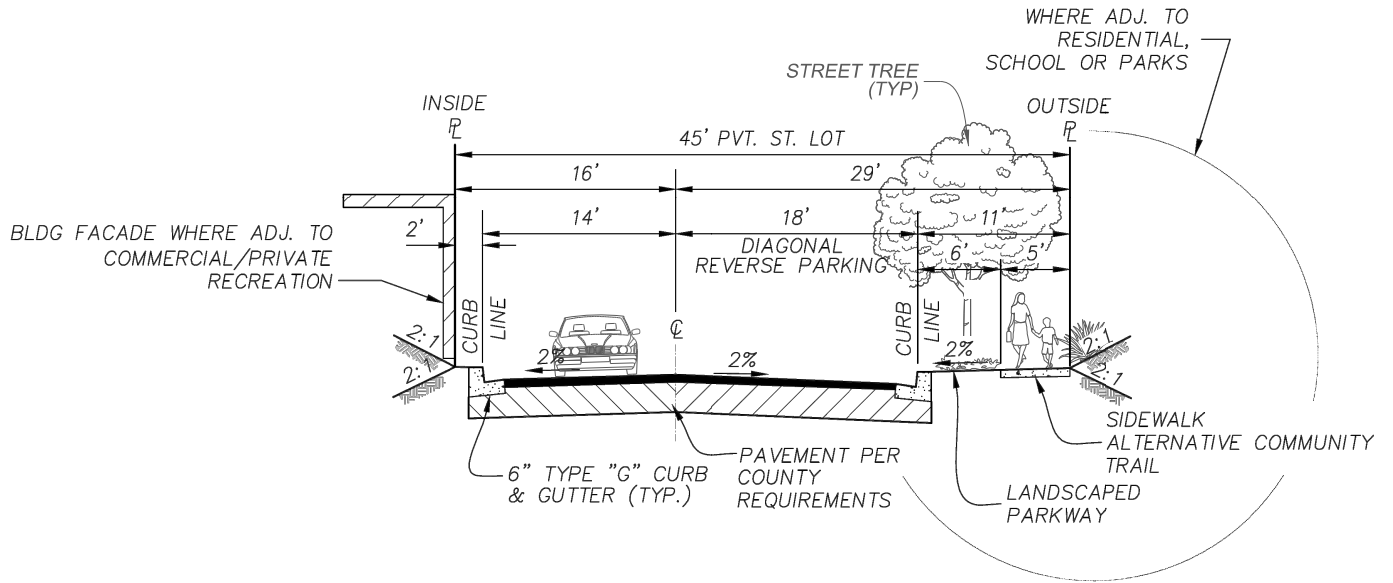 WHERE ADJ. TO
RESIDENTIAL,
SCHOOL OR PARKS
STREET TREE
(TYP)
INSIDE
PL
OUTSIDE
PL
45' PVT. ST. LOT
16'
29'
2'
14'
18'
11'
DIAGONAL
REVERSE PARKING
6'
5'
BLDG FACADE WHERE ADJ. TO
COMMERCIAL/PRIVATE
RECREATION
CURB
LINE
CL
CURB
LINE
2:1
2:1
2%
2%
2%
2:1
2:1
6" TYPE "G" CURB
& GUTTER (TYP.)
PAVEMENT PER
COUNTY
REQUIREMENTS
SIDEWALK
ALTERNATIVE COMMUNITY
TRAIL
LANDSCAPED
PARKWAY